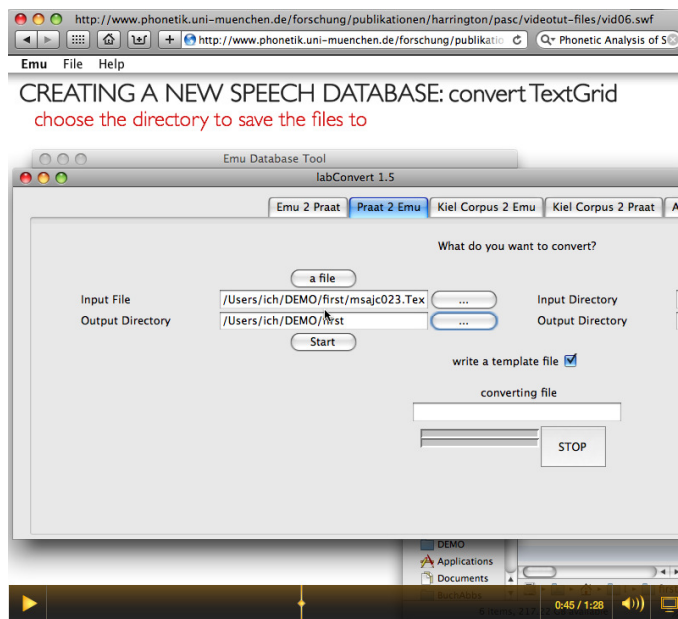 http://www.phonetik.uni-muenchen.de/forschung/publikationen/harrington/pasc/videotut-files/vid06.swf
http://www.phonetik.uni-muenchen.de/forschung/publikatio Phonetic Analysis of S
Emu File Help
CREATING A NEW SPEECH DATABASE: convert TextGrid
choose the directory to save the files to
Emu Database Tool
labConvert 1.5
Emu 2 Praat Praat 2 Emu Kiel Corpus 2 Emu Kiel Corpus 2 Praat A
What do you want to convert?
a file
Input File /Users/ich/DEMO/first/msajc023.Tex ... Input Directory
Output Directory /Users/ich/DEMO/first ... Output Directory
Start
write a template file
converting file
STOP
DEMO
Applications
Documents
BuchAbbs
0:45 / 1:28